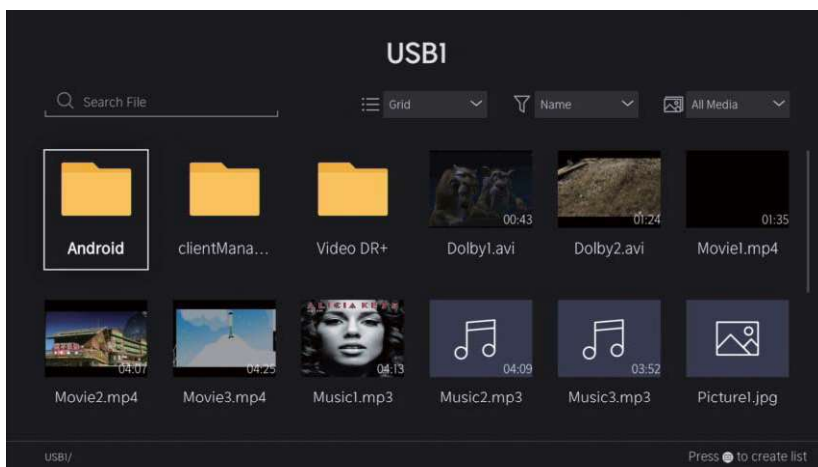 USB1
Search File
Grid
Name
All Media
00:43
01:24
01:35
Android
clientMana...
Video DR+
Dolby1.avi
Dolby2.avi
Movie1.mp4
ALICIA KEYS
04:07
04:25
04:13
04:09
03:52
Movie2.mp4
Movie3.mp4
Music1.mp3
Music2.mp3
Music3.mp3
Picture1.jpg
USB1/
Press to create list